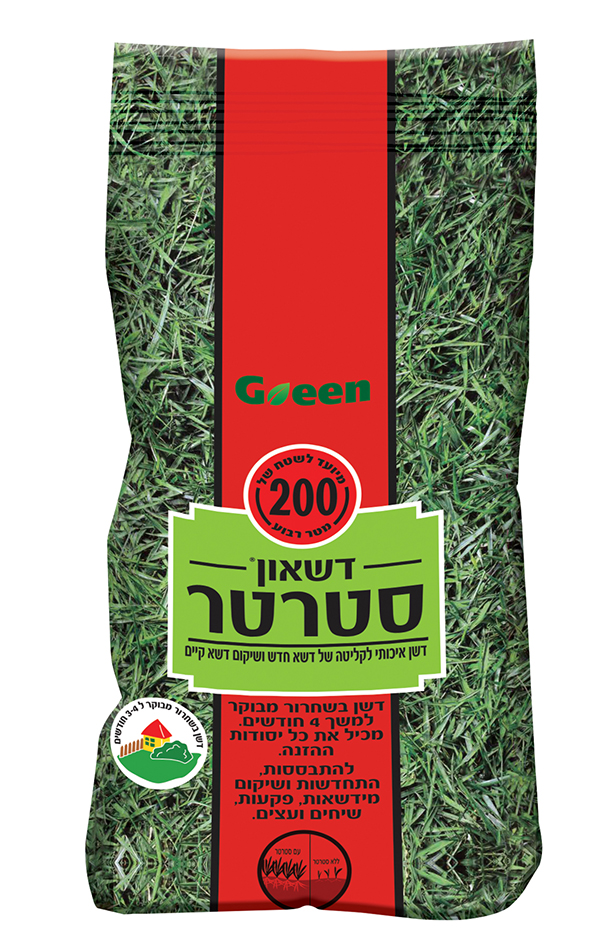 Green
מיועד לשטח של
200
מטר רבוע
דשאון®
סטרטר
דשן איכותי לקליטה של דשא חדש ושיקום דשא קיים
דשן בשחרור מבוקר
למשך 4 חודשים.
מכיל את כל יסודות
ההזנה.
להתבססות,
התחדשות ושיקום
מידשאות, פקעות,
שיחים ועצים.
דשן בשחרור מבוקר ל 3-4 חודשים
עם סטרטר
ללא סטרטר